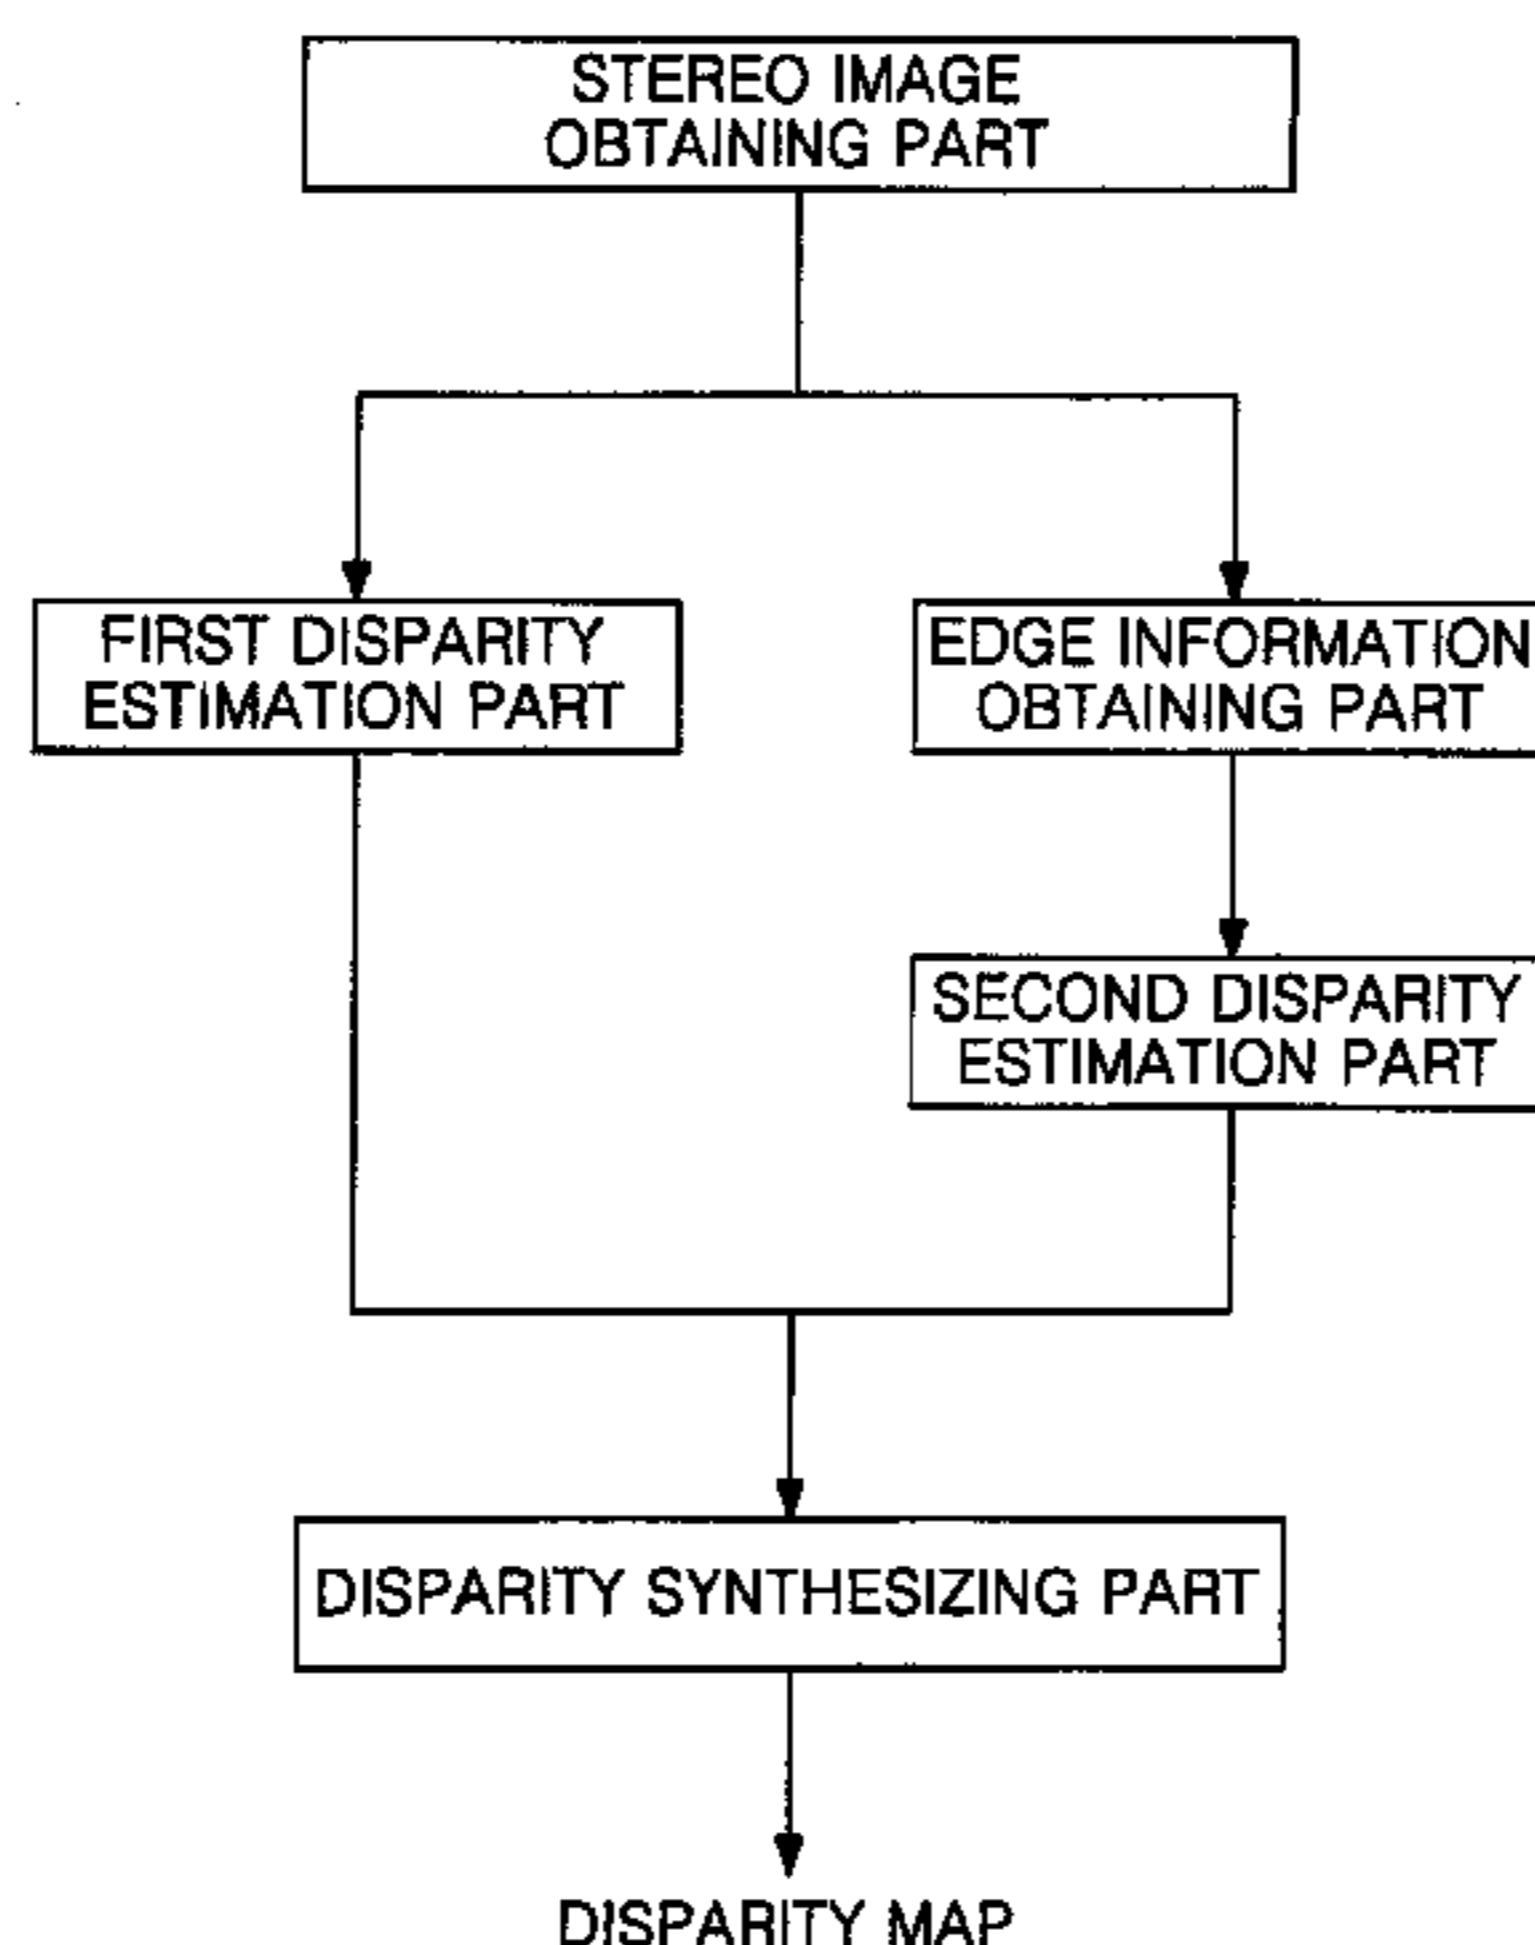 STEREO IMAGE
OBTAINING PART
FIRST DISPARITY
ESTIMATION PART
EDGE INFORMATION
OBTAINING PART
SECOND DISPARITY
ESTIMATION PART
DISPARITY SYNTHESIZING PART
DISPARITY MAP